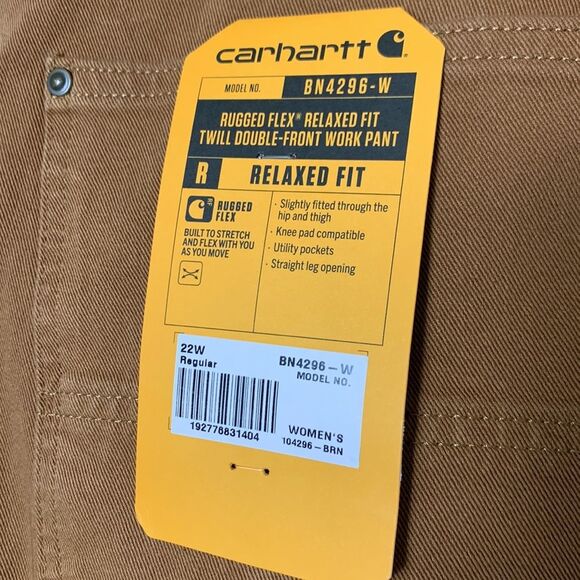 carhartt
MODEL NO.
BN4296-W
RUGGED FLEX® RELAXED FIT
TWILL DOUBLE-FRONT WORK PANT
R
RELAXED FIT
RUGGED
FLEX
BUILT TO STRETCH
AND FLEX WITH YOU
AS YOU MOVE
· Slightly fitted through the
hip and thigh
· Knee pad compatible
· Utility pockets
· Straight leg opening
22W
Regular
BN4296-W
MODEL NO.
192776831404
WOMEN'S
104296-BRN